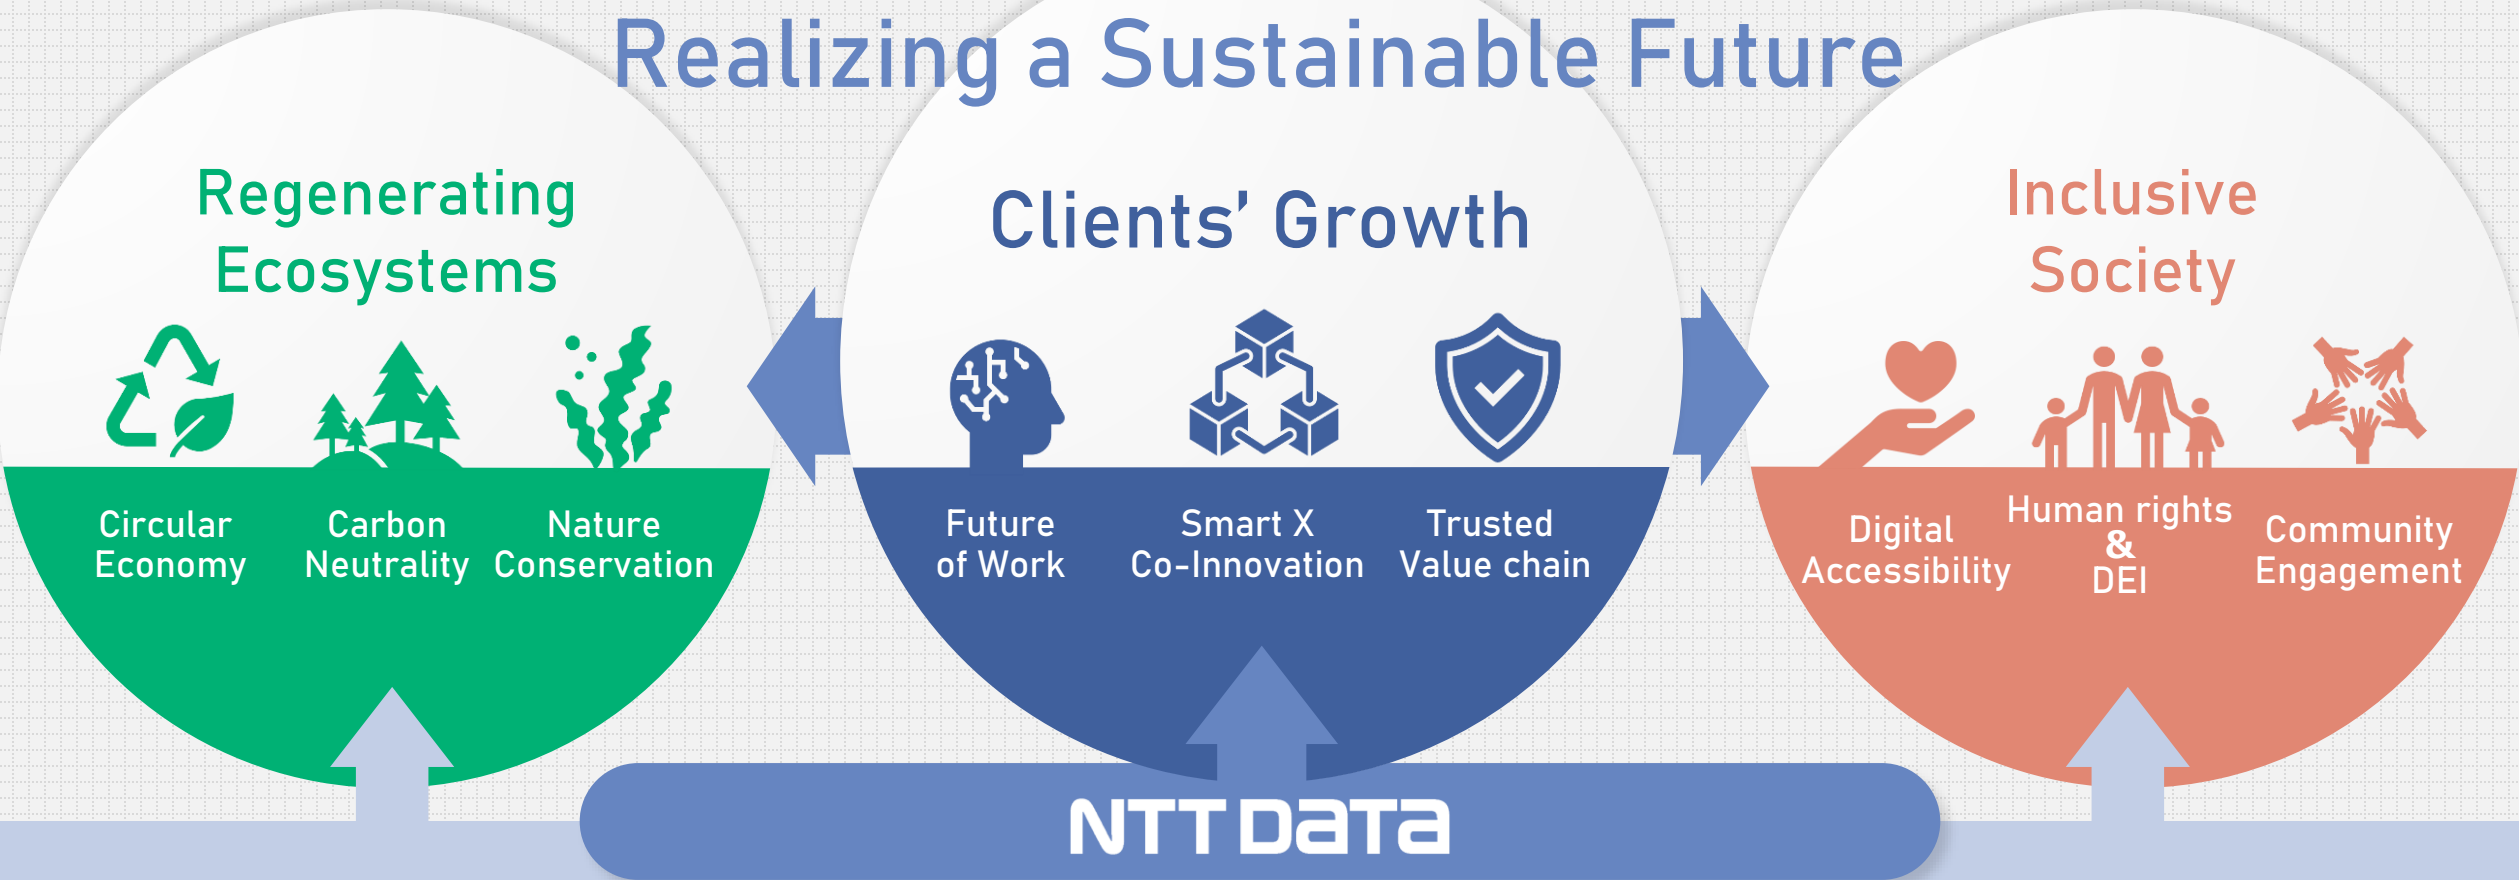 Realizing a Sustainable Future
Regenerating
Ecosystems
Circular
Economy
Carbon
Neutrality
Nature
Conservation
Clients’ Growth
Future
of Work
Smart X
Co-Innovation
Trusted
Value chain
Inclusive
Society
Digital
Accessibility
Human rights
&
DEI
Community
Engagement
NTT DATA